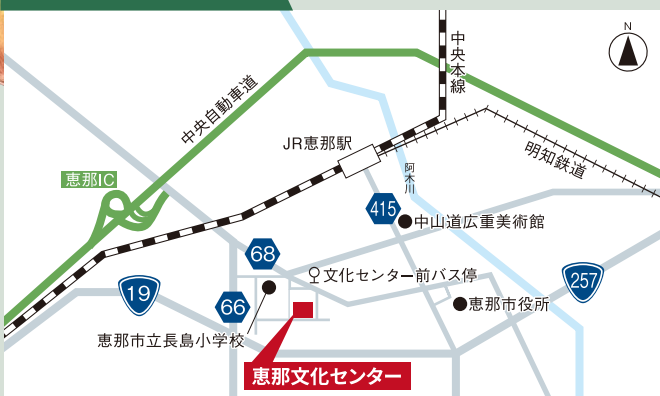 N
中央本線
中央自動車道
JR恵那駅
明知鉄道
阿木川
恵那IC
415
中山道広重美術館
68
文化センター前バス停
257
19
66
恵那市役所
恵那市立長島小学校
恵那文化センター